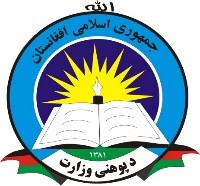 الله
جمهوری اسلامی افغانستان
۱۳۸۱
د پوهنې وزارت